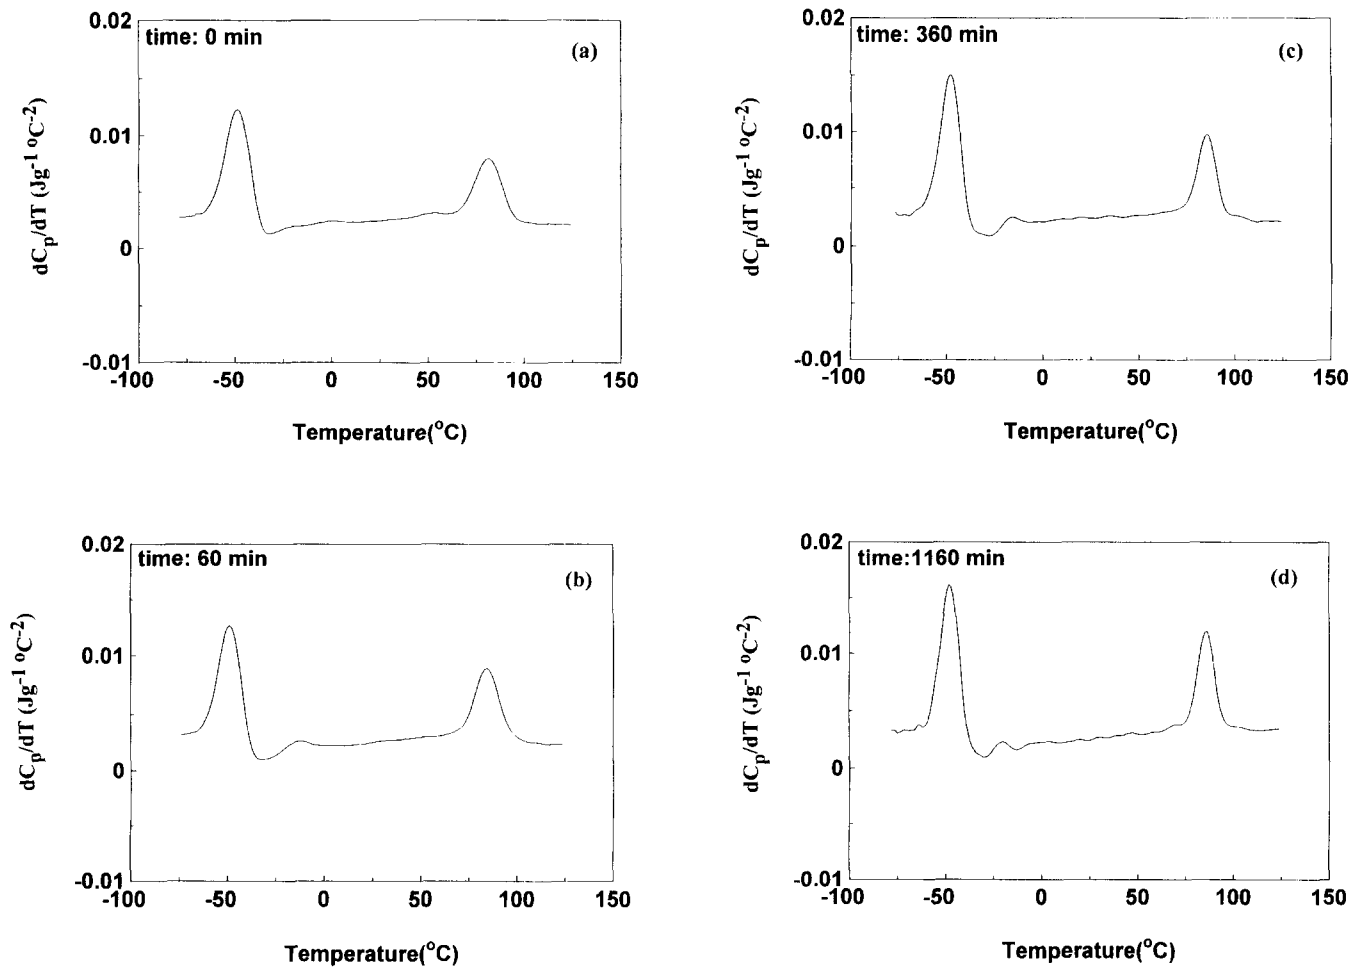 0.02
time: 0 min
(a)
0.01
0
-0.01
dCp/dT (Jg-1 oC-2)
-100 -50 0 50 100 150
Temperature(oC)
0.02
time: 360 min
(c)
0.01
0
-0.01
dCp/dT (Jg-1 oC-2)
-100 -50 0 50 100 150
Temperature(oC)
0.02
time: 60 min
(b)
0.01
0
-0.01
dCp/dT (Jg-1 oC-2)
-100 -50 0 50 100 150
Temperature(oC)
0.02
time:1160 min
(d)
0.01
0
-0.01
dCp/dT (Jg-1 oC-2)
-100 -50 0 50 100 150
Temperature(oC)